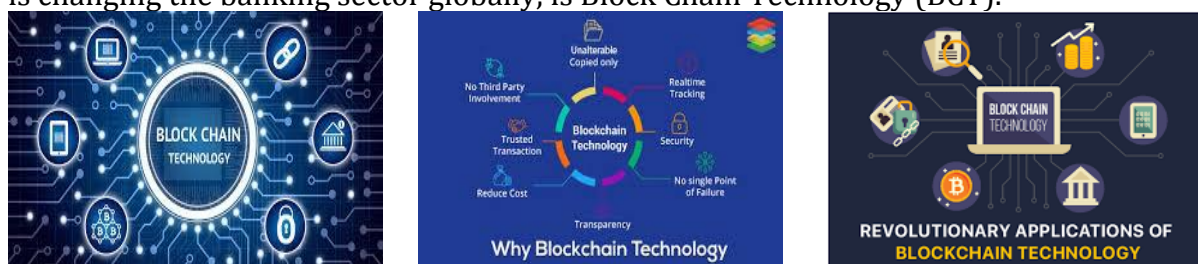 is changing the banking sector globally, is Block Chain Technology (BCT).
BLOCK CHAIN
TECHNOLOGY
Unalterable
Copied only
No Third Party
Involvement
Realtime
Tracking
Trusted
Transaction
Blockchain
Technology
Security
Reduce Cost
No single Point
of Failure
Transparency
Why Blockchain Technology
BLOCK CHAIN
TECHNOLOGY
REVOLUTIONARY APPLICATIONS OF
BLOCKCHAIN TECHNOLOGY